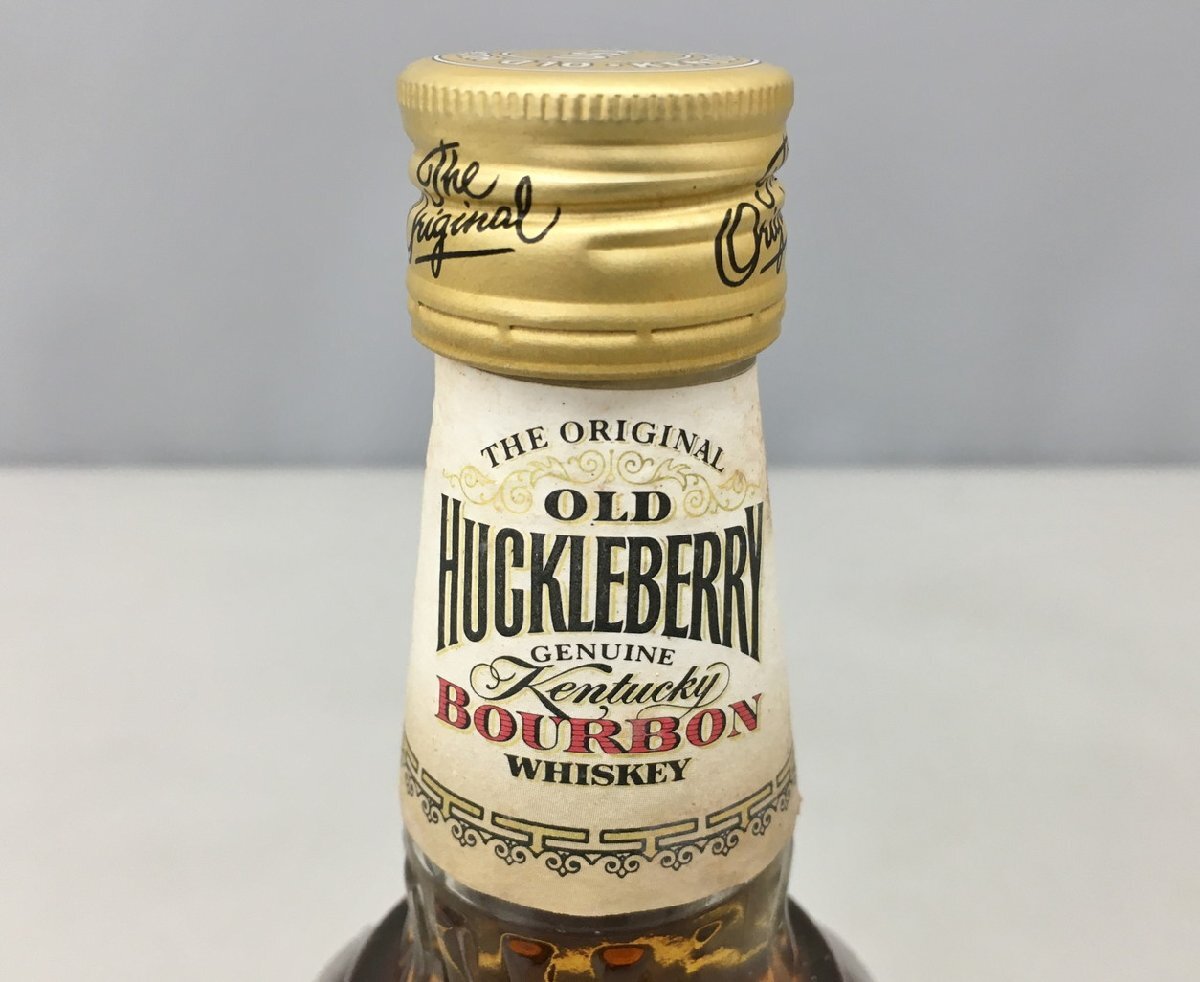 The
Original
THE ORIGINAL
OLD
HUCKLEBERRY
GENUINE
Kentucky
BOURBON
WHISKEY